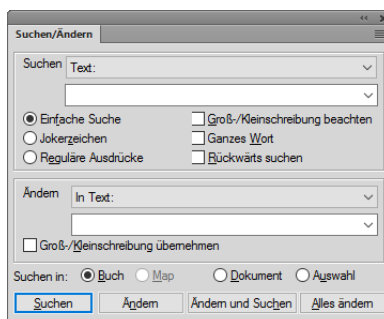 Suchen/Ändern
Suchen Text:
Einfache Suche Groß-/Kleinschreibung beachten
Jokerzeichen Ganzes Wort
Reguläre Ausdrücke Rückwärts suchen
Ändern In Text:
Groß-/Kleinschreibung übernehmen
Suchen in: Buch Map Dokument Auswahl
Suchen Ändern Ändern und Suchen Alles ändern